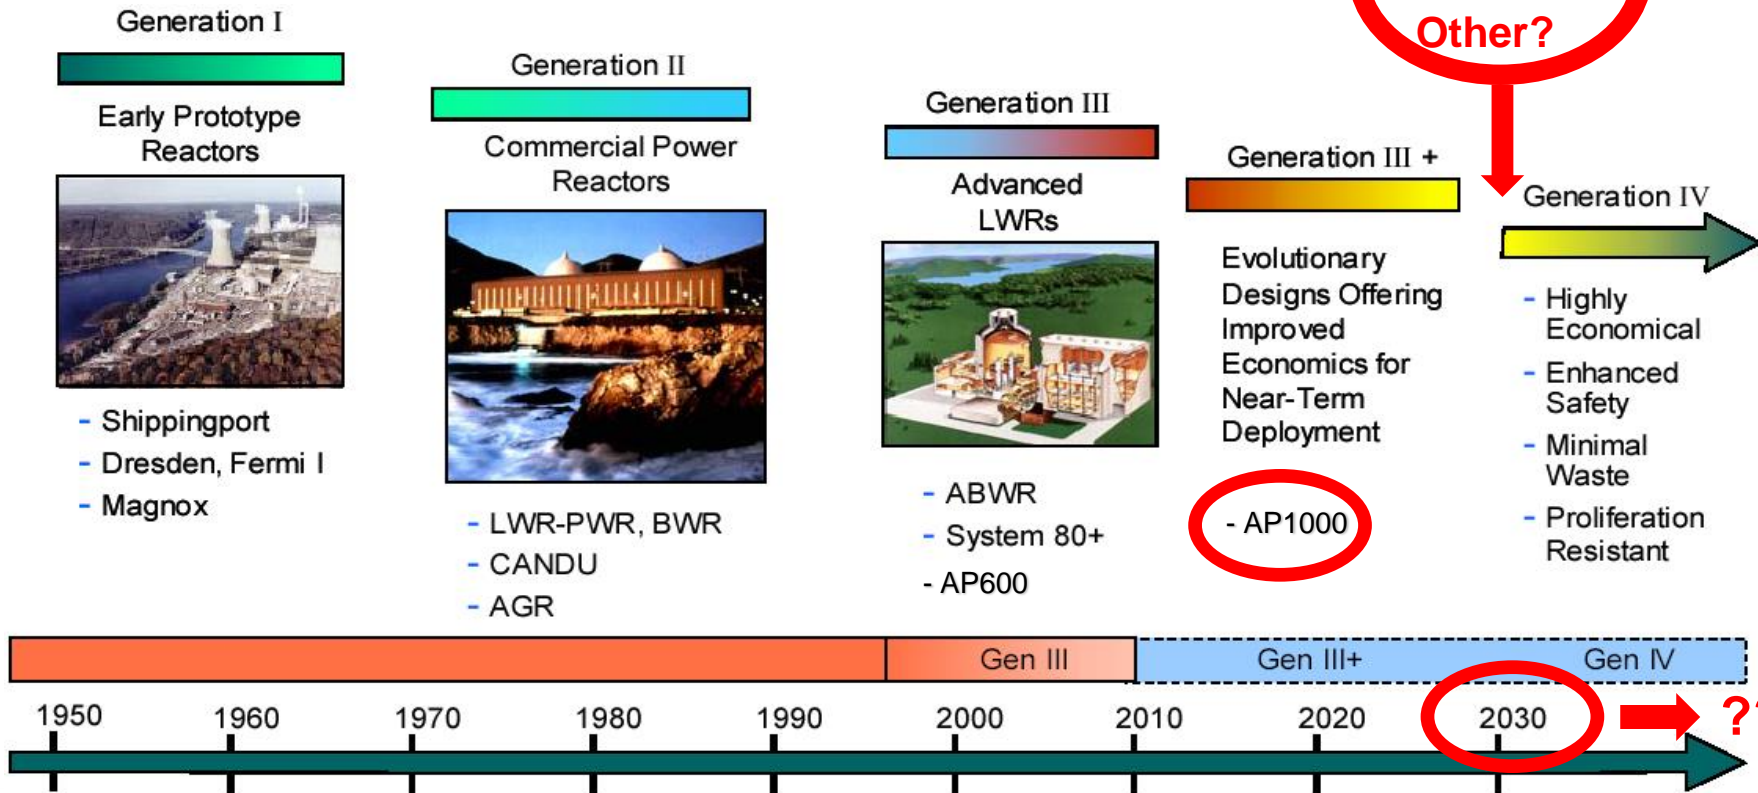 Other?
Generation I
Early Prototype
Reactors
- Shippingport
- Dresden, Fermi I
- Magnox
Generation II
Commercial Power
Reactors
- LWR-PWR, BWR
- CANDU
- AGR
Generation III
Advanced
LWRs
- ABWR
- System 80+
- AP600
Generation III +
Evolutionary
Designs Offering
Improved
Economics for
Near-Term
Deployment
- AP1000
Generation IV
- Highly
Economical
- Enhanced
Safety
- Minimal
Waste
- Proliferation
Resistant
Gen III
Gen III+
Gen IV
1950 1960 1970 1980 1990 2000 2010 2020 2030 ??